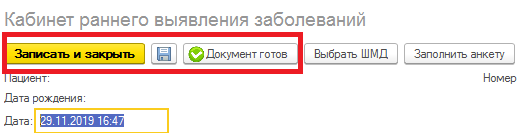 Кабинет раннего выявления заболеваний
Записать и закрыть Документ готов Выбрать ШМД Заполнить анкету
Пациент: Номер
Дата рождения:
Дата: 29.11.2019 16:47